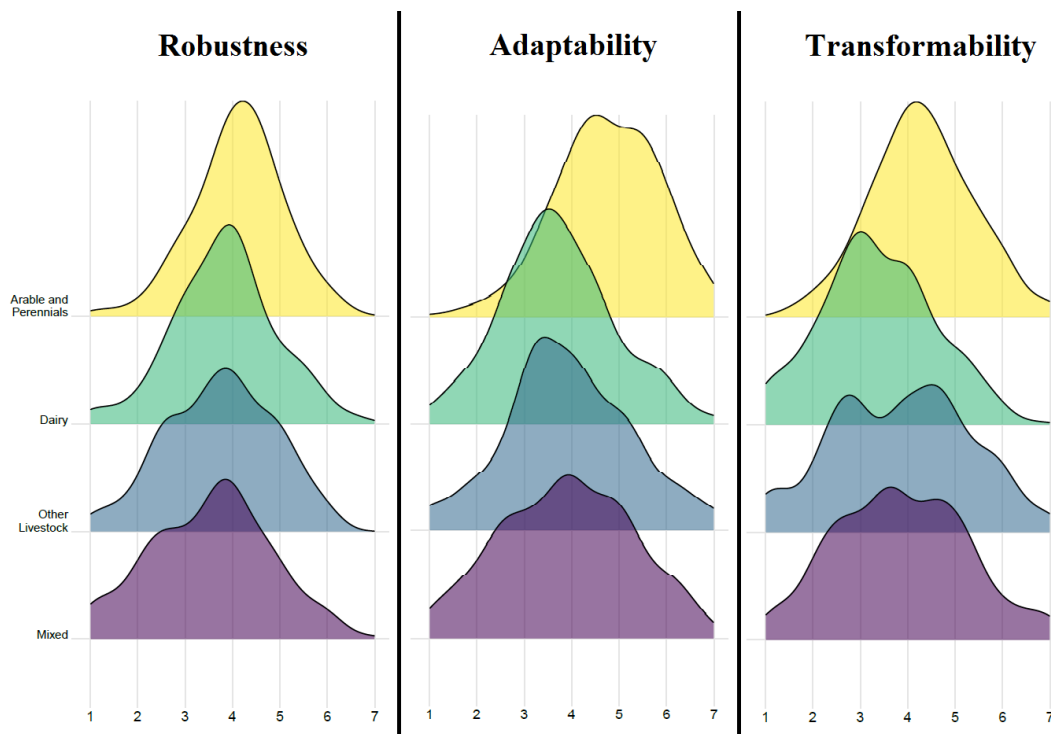 Robustness
Adaptability
Transformability
Arable and
Perennials
Dairy
Other
Livestock
Mixed
1 2 3 4 5 6 7
1 2 3 4 5 6 7
1 2 3 4 5 6 7